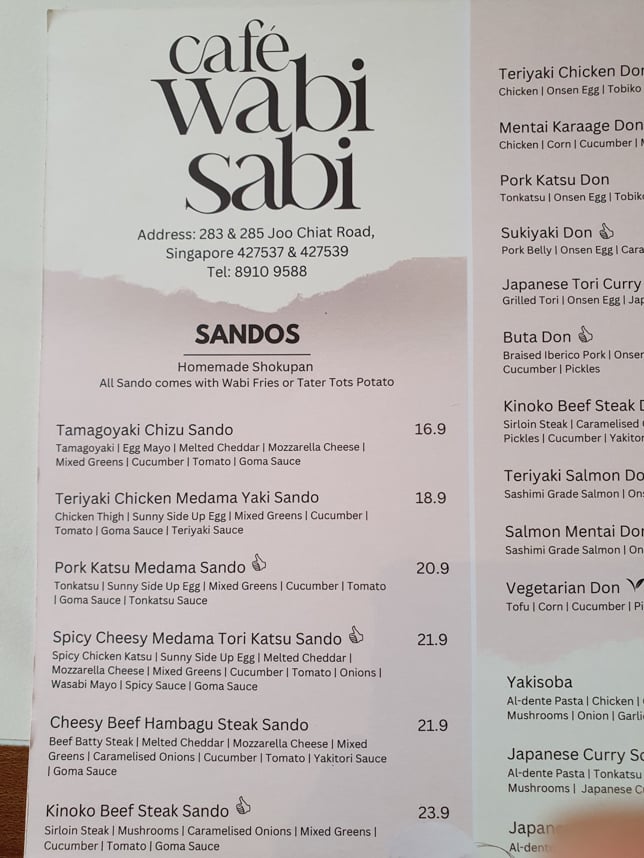 café
wabi
sabi
Address: 283 & 285 Joo Chiat Road,
Singapore 427537 & 427539
Tel: 8910 9588
SANDOS
Homemade Shokupan
All Sando comes with Wabi Fries or Tater Tots Potato
Tamagoyaki Chizu Sando 16.9
Tamagoyaki | Egg Mayo | Melted Cheddar | Mozzarella Cheese |
Mixed Greens | Cucumber | Tomato | Goma Sauce
Teriyaki Chicken Medama Yaki Sando 18.9
Chicken Thigh | Sunny Side Up Egg | Mixed Greens | Cucumber |
Tomato | Goma Sauce | Teriyaki Sauce
Pork Katsu Medama Sando 20.9
Tonkatsu | Sunny Side Up Egg | Mixed Greens | Cucumber | Tomato
| Goma Sauce | Tonkatsu Sauce
Spicy Cheesy Medama Tori Katsu Sando 21.9
Spicy Chicken Katsu | Sunny Side Up Egg | Melted Cheddar |
Mozzarella Cheese | Mixed Greens | Cucumber | Tomato | Onions |
Wasabi Mayo | Spicy Sauce | Goma Sauce
Cheesy Beef Hambagu Steak Sando 21.9
Beef Batty Steak | Melted Cheddar | Mozzarella Cheese | Mixed
Greens | Caramelised Onions | Cucumber | Tomato | Yakitori Sauce
| Goma Sauce
Kinoko Beef Steak Sando 23.9
Sirloin Steak | Mushrooms | Caramelised Onions | Mixed Greens |
Cucumber | Tomato | Goma Sauce
Teriyaki Chicken Don
Chicken | Onsen Egg | Tobiko
Mentai Karaage Don
Chicken | Corn | Cucumber |
Pork Katsu Don
Tonkatsu | Onsen Egg |
Sukiyaki Don
Pork Belly | Onsen Egg |
Japanese Tori Curry
Grilled Tori | Onsen Egg |
Buta Don
Braised Iberico Pork |
Cucumber | Pickles
Kinoko Beef Steak
Sirloin Steak | Caramelised
Pickles | Cucumber |
Teriyaki Salmon
Sashimi Grade Salmon |
Salmon Mentai
Sashimi Grade Salmon |
Vegetarian Don
Tofu | Corn | Cucumber |
Yakisoba
Al-dente Pasta | Chicken |
Mushrooms | Onion |
Japanese Curry
Al-dente Pasta | Tonkatsu
Mushrooms | Japanese